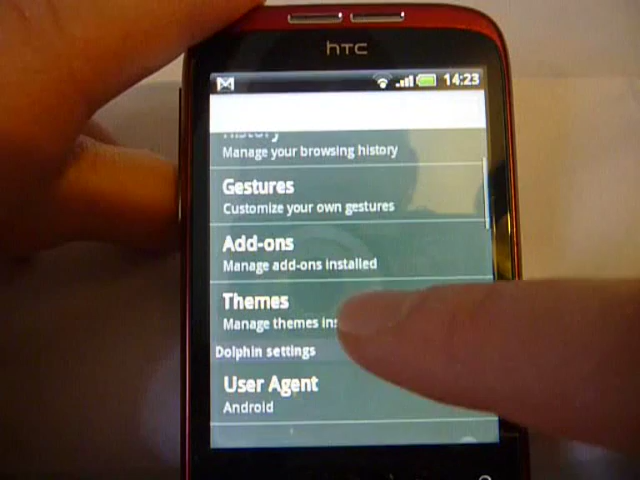 hTC
14:23
History
Manage your browsing history
Gestures
Customize your own gestures
Add-ons
Manage add-ons installed
Themes
Manage themes
Dolphin settings
User Agent
Android